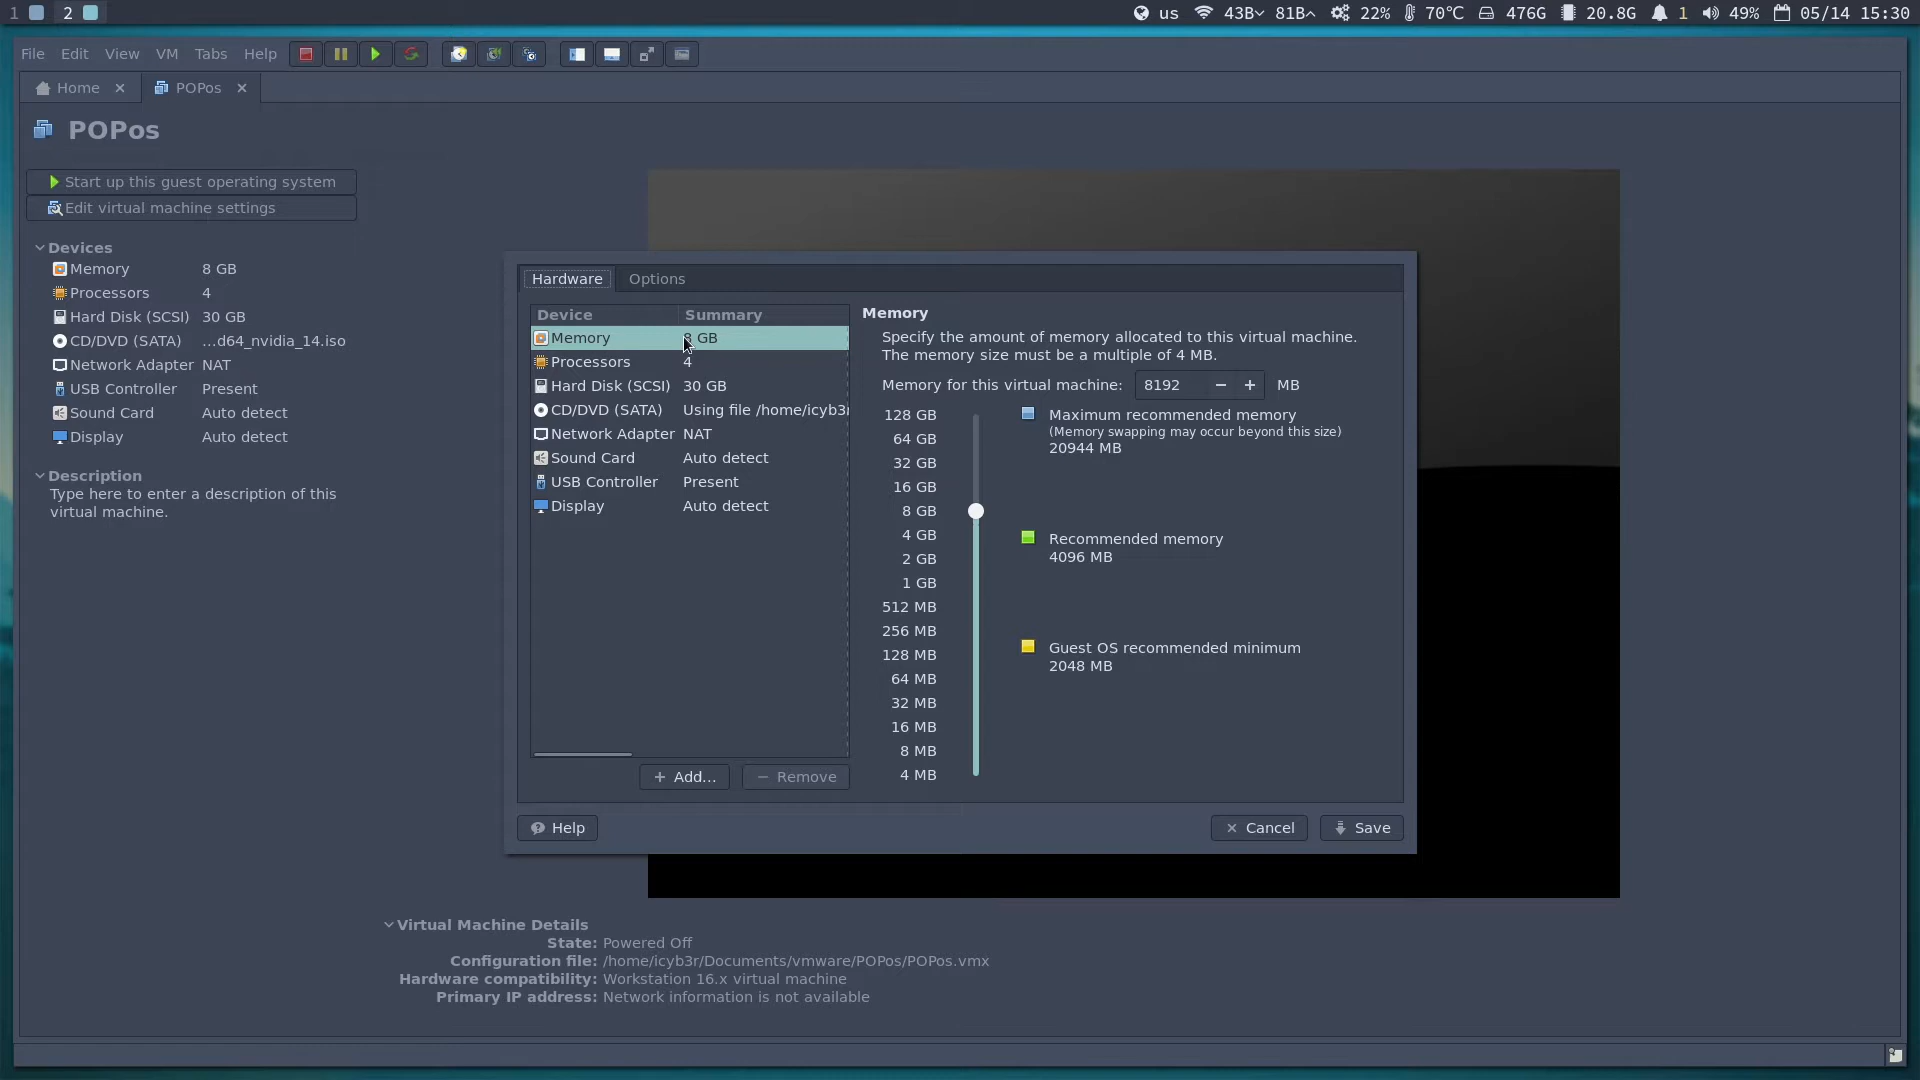 1 2 us 43B 81B 22% 70℃ 476G 20.8G 1 49% 05/14 15:30
File Edit View VM Tabs Help
Home POPos
POPos
Start up this guest operating system
Edit virtual machine settings
Devices
Memory 8 GB
Processors 4
Hard Disk (SCSI) 30 GB
CD/DVD (SATA) ...d64_nvidia_14.iso
Network Adapter NAT
USB Controller Present
Sound Card Auto detect
Display Auto detect
Description
Type here to enter a description of this
virtual machine.
Hardware Options
Device Summary
Memory 8 GB
Processors 4
Hard Disk (SCSI) 30 GB
CD/DVD (SATA) Using file /home/icyb3r
Network Adapter NAT
Sound Card Auto detect
USB Controller Present
Display Auto detect
+ Add... − Remove
Memory
Specify the amount of memory allocated to this virtual machine.
The memory size must be a multiple of 4 MB.
Memory for this virtual machine: 8192 − + MB
128 GB
64 GB
32 GB
16 GB
8 GB
4 GB
2 GB
1 GB
512 MB
256 MB
128 MB
64 MB
32 MB
16 MB
8 MB
4 MB
Maximum recommended memory
(Memory swapping may occur beyond this size)
20944 MB
Recommended memory
4096 MB
Guest OS recommended minimum
2048 MB
Help Cancel Save
Virtual Machine Details
State: Powered Off
Configuration file: /home/icyb3r/Documents/vmware/POPos/POPos.vmx
Hardware compatibility: Workstation 16.x virtual machine
Primary IP address: Network information is not available